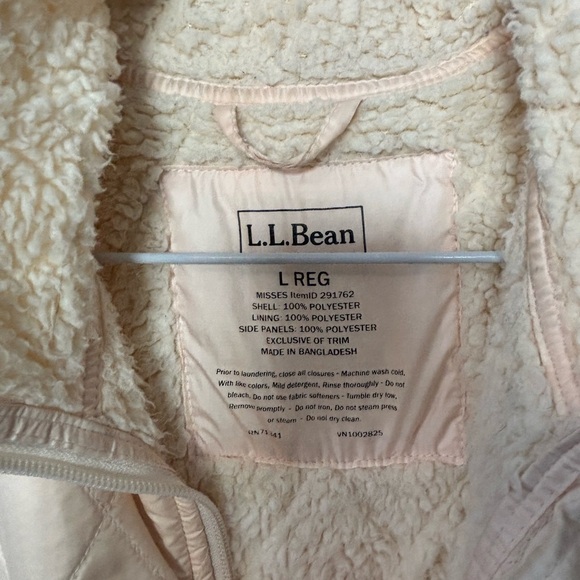 L.L.Bean
L REG
MISSES ItemID 291762
SHELL: 100% POLYESTER
LINING: 100% POLYESTER
SIDE PANELS: 100% POLYESTER
EXCLUSIVE OF TRIM
MADE IN BANGLADESH
Prior to laundering, close all closures - Machine wash cold,
With like colors, Mild detergent, Rinse thoroughly - Do not
bleach, Do not use fabric softeners - Tumble dry low,
Remove promptly - Do not iron, Do not steam press
or steam - Do not dry clean.
VN1002825